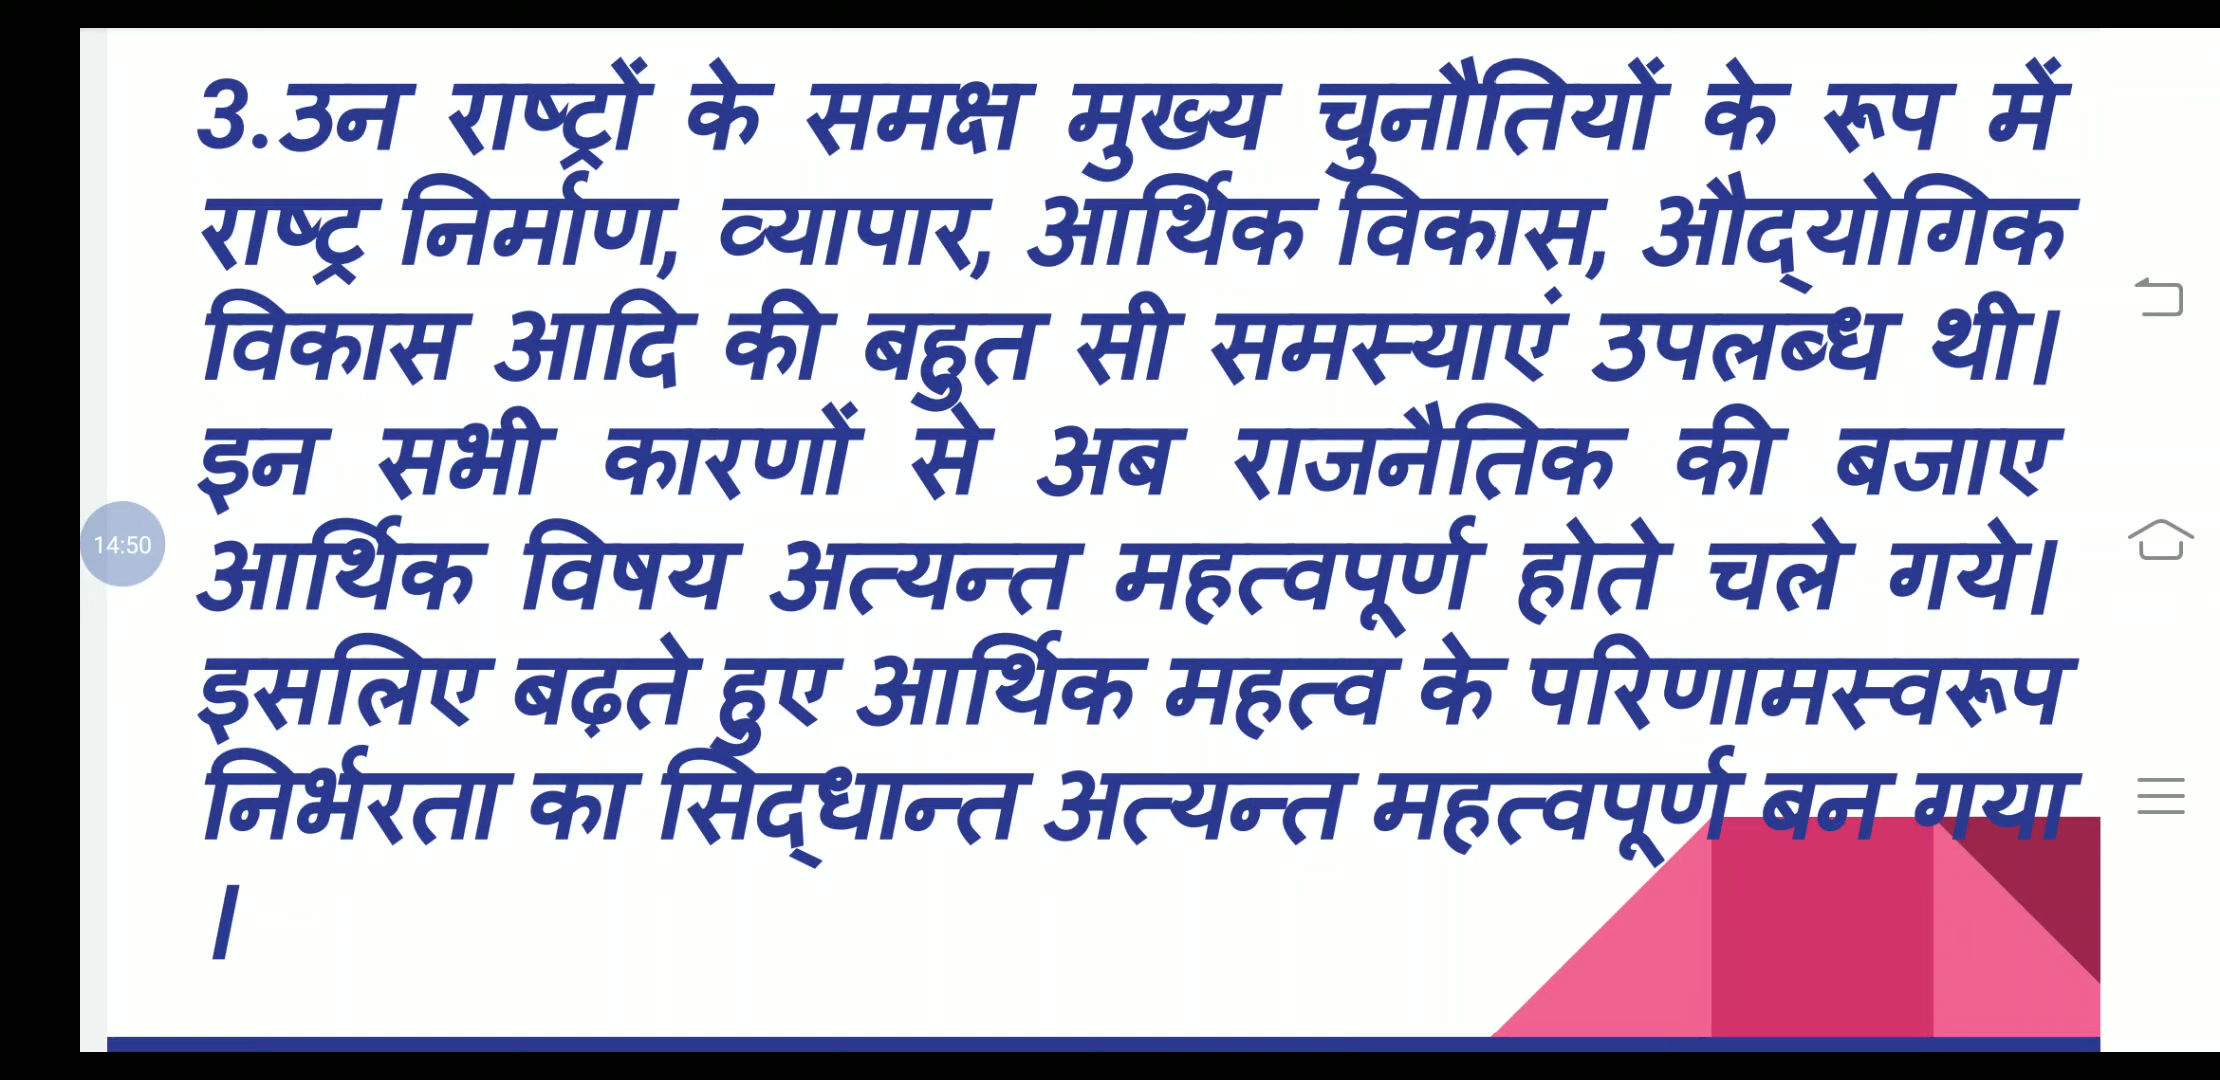 3.उन राष्ट्रों के समक्ष मुख्य चुनौतियों के रूप में
राष्ट्र निर्माण, व्यापार, आर्थिक विकास, औद्‌योगिक
विकास आदि की बहुत सी समस्याएं उपलब्ध थी।
इन सभी कारणों से अब राजनैतिक की बजाए
14:50
आर्थिक विषय अत्यन्त महत्वपूर्ण होते चले गये।
इसलिए बढ़ते हुए आर्थिक महत्व के परिणामस्वरूप
निर्भरता का सिद्‌धान्त अत्यन्त महत्वपूर्ण बन गया
।